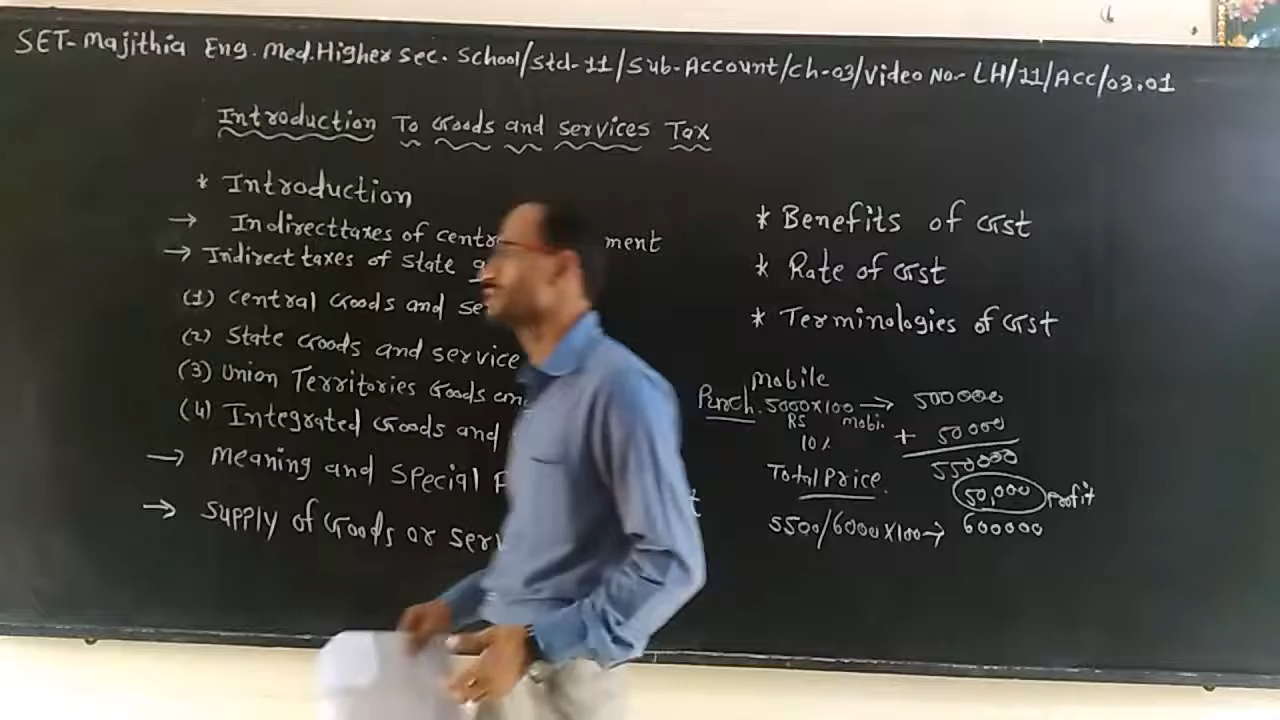 SET-Majithia Eng. Med. Higher Sec. School/Std-11/Sub-Account/Ch-03/Video No.- LH/11/ACC/03.01
Introduction To Goods and Services Tax
* Introduction
→ Indirecttaxes of centr ment
→ Indirect taxes of State g
(1) Central Goods and se
(2) State Goods and service
(3) Union Territories Goods an
(4) Integrated Goods and
→ Meaning and Special F
→ Supply of Goods or serv
* Benefits of GST
* Rate of GST
* Terminologies of GST
Mobile
Purch. 5000x100 → 500000
RS mobi. + 50000
10% 550000
Total Price 50,000 Profit
5500/6000x100→ 600000